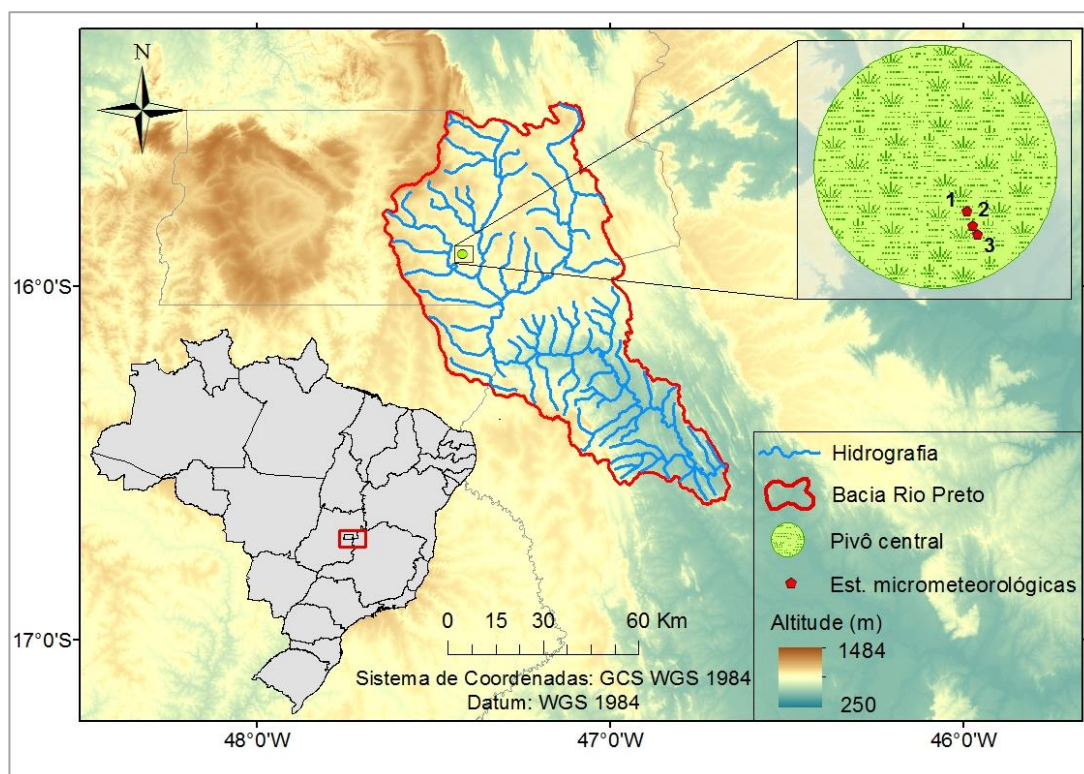 N
1
2
3
16°0'S
17°0'S
Hidrografia
Bacia Rio Preto
Pivô central
Est. micrometeorológicas
Altitude (m)
1484
250
0 15 30 60 Km
Sistema de Coordenadas: GCS WGS 1984
Datum: WGS 1984
48°0'W 47°0'W 46°0'W